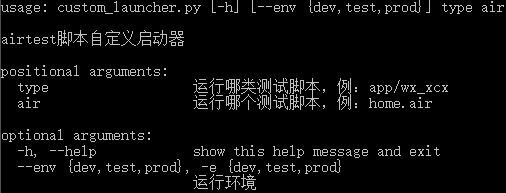 usage: custom_launcher.py [-h] [--env {dev,test,prod}] type air
airtest脚本自定义启动器
positional arguments:
type 运行哪类测试脚本，例：app/wx_xcx
air 运行哪个测试脚本，例：home.air
optional arguments:
-h, --help show this help message and exit
--env {dev,test,prod}, -e {dev,test,prod}
运行环境